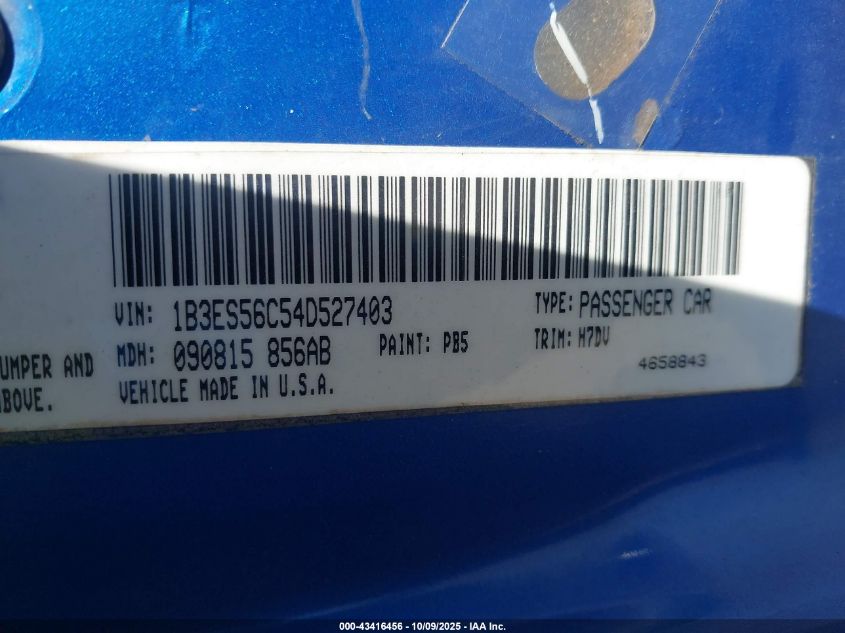 VIN: 1B3ES56C54D527403 TYPE: PASSENGER CAR
UMPER AND MDH: 090815 856AB PAINT: PB5 TRIM: H7DV
ABOVE. VEHICLE MADE IN U.S.A. 4658843
000-43416456 - 10/09/2025 - IAA Inc.